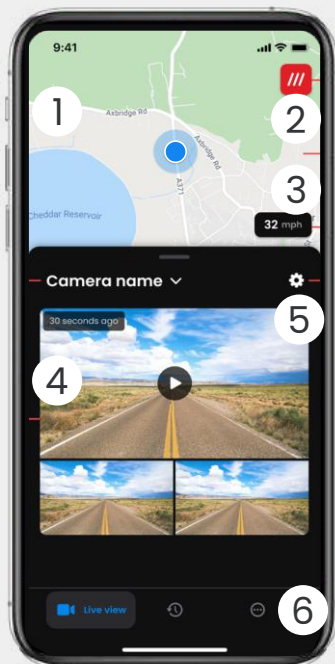 9:41
1
Axbridge Rd
2
Axbridge Rd
A371
3
Cheddar Reservoir
32 mph
Camera name
5
30 seconds ago
4
Live view
6